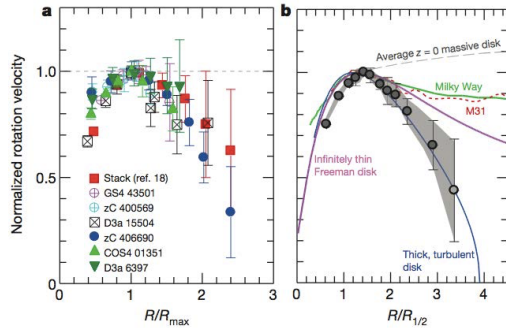 a
Normalized rotation velocity
1.0
0.5
0.0
Stack (ref. 18)
GS4 43501
zC 400569
D3a 15504
zC 406690
COS4 01351
D3a 6397
0
1
2
3
R/Rmax
b
Average z = 0 massive disk
Milky Way
M31
Infinitely thin
Freeman disk
Thick, turbulent
disk
0
1
2
3
4
R/R1/2